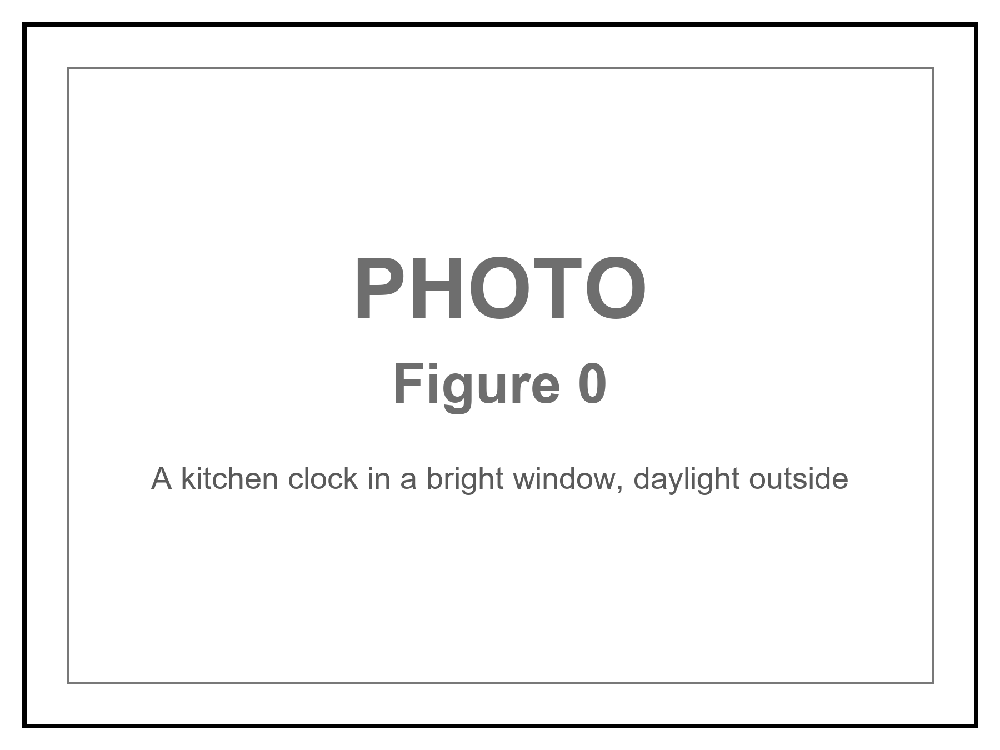 PHOTO
Figure 0
A kitchen clock in a bright window, daylight outside